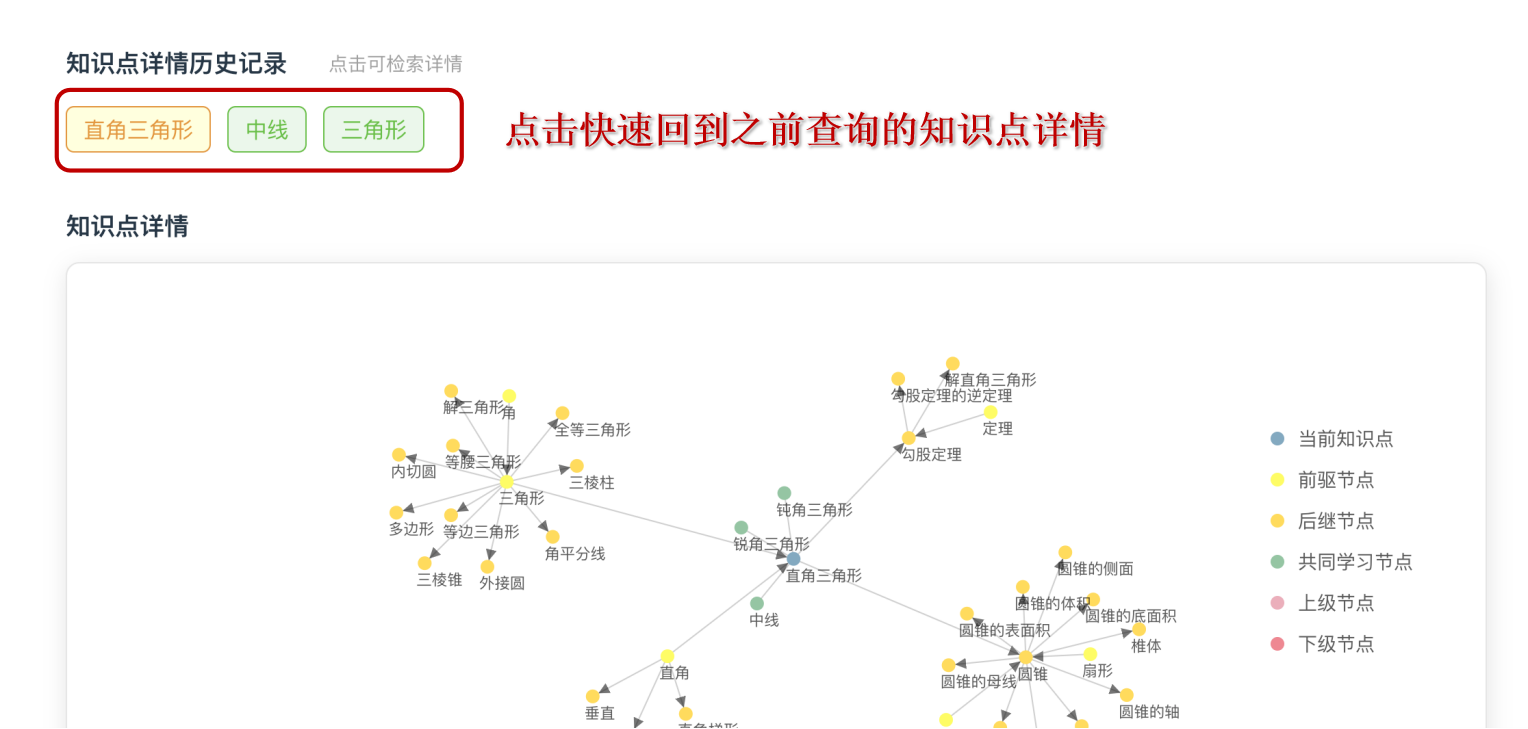 知识点详情历史记录 点击可检索详情
直角三角形 中线 三角形
点击快速回到之前查询的知识点详情
知识点详情
解三角形
角
全等三角形
内切圆
等腰三角形
三棱柱
三角形
多边形
等边三角形
角平分线
三棱锥
外接圆
解直角三角形
勾股定理的逆定理
定理
勾股定理
钝角三角形
锐角三角形
直角三角形
中线
直角
垂直
直角梯形
圆锥的侧面
圆锥的体积
圆锥的底面积
圆锥的表面积
椎体
圆锥的母线
圆锥
扇形
圆锥的轴
当前知识点
前驱节点
后继节点
共同学习节点
上级节点
下级节点